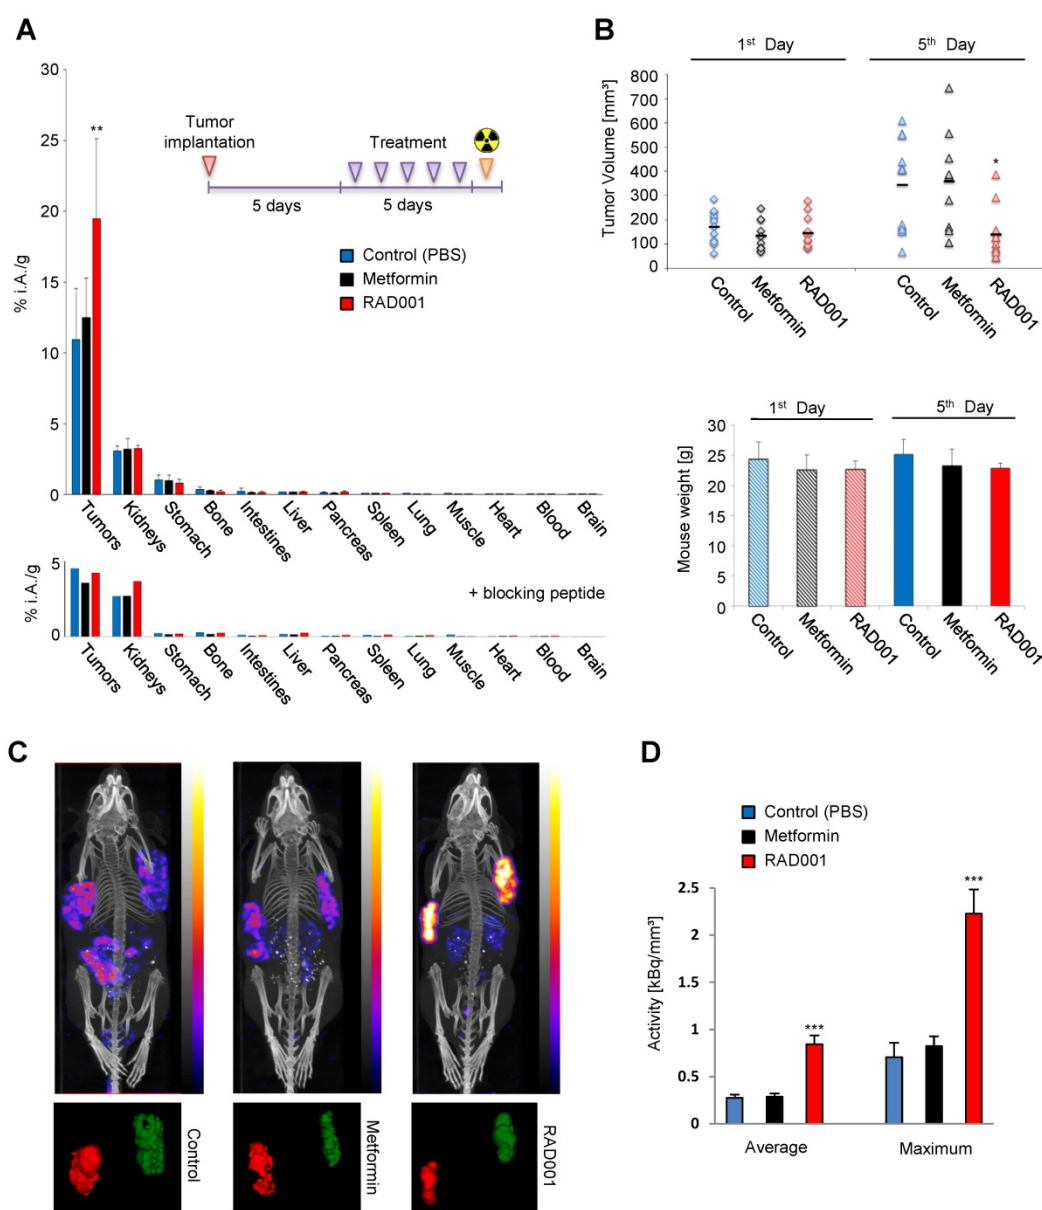 A
30
25
20
15
10
5
0
% i.A./g
**
Tumor
implantation
Treatment
5 days
5 days
Control (PBS)
Metformin
RAD001
Tumors
Kidneys
Stomach
Bone
Intestines
Liver
Pancreas
Spleen
Lung
Muscle
Heart
Blood
Brain
5
0
% i.A./g
+ blocking peptide
Tumors
Kidneys
Stomach
Bone
Intestines
Liver
Pancreas
Spleen
Lung
Muscle
Heart
Blood
Brain
B
1st Day
5th Day
800
700
600
500
400
300
200
100
0
Tumor Volume [mm³]
*
Control
Metformin
RAD001
Control
Metformin
RAD001
1st Day
5th Day
30
25
20
15
10
5
0
Mouse weight [g]
Control
Metformin
RAD001
Control
Metformin
RAD001
C
Control
Metformin
RAD001
D
Control (PBS)
Metformin
RAD001
2.5
2
1.5
1
0.5
0
Activity [kBq/mm³]
***
***
Average
Maximum